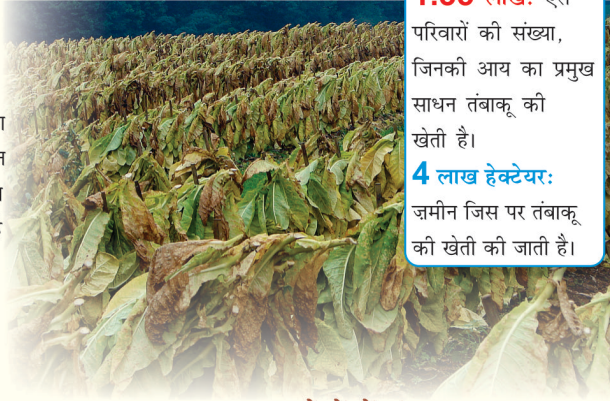 परिवारों की संख्या,
जिनकी आय का प्रमुख
साधन तंबाकू की
खेती है।
4 लाख हेक्टेयर:
ज़मीन जिस पर तंबाकू
की खेती की जाती है।